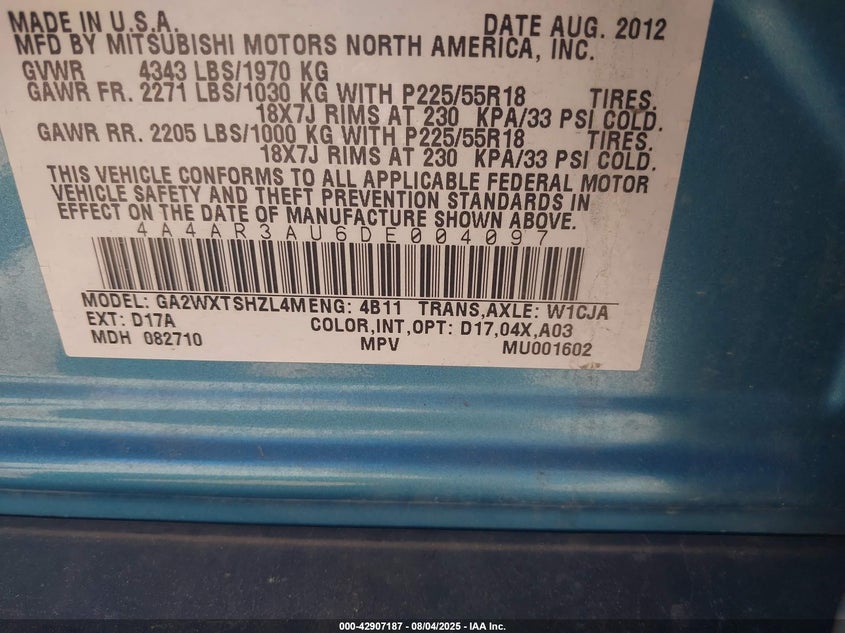 MADE IN U.S.A. DATE AUG. 2012
MFD BY MITSUBISHI MOTORS NORTH AMERICA, INC.
GVWR 4343 LBS/1970 KG
GAWR FR. 2271 LBS/1030 KG WITH P225/55R18 TIRES.
18X7J RIMS AT 230 KPA/33 PSI COLD.
GAWR RR. 2205 LBS/1000 KG WITH P225/55R18 TIRES.
18X7J RIMS AT 230 KPA/33 PSI COLD.
THIS VEHICLE CONFORMS TO ALL APPLICABLE FEDERAL MOTOR
VEHICLE SAFETY AND THEFT PREVENTION STANDARDS IN
EFFECT ON THE DATE OF MANUFACTURE SHOWN ABOVE.
4A4AR3AU6DE004097
MODEL: GA2WXTSHZL4M ENG: 4B11 TRANS,AXLE: W1CJA
EXT: D17A COLOR,INT,OPT: D17,04X,A03
MDH 082710 MPV MU001602
000-42907187 - 08/04/2025 - IAA Inc.